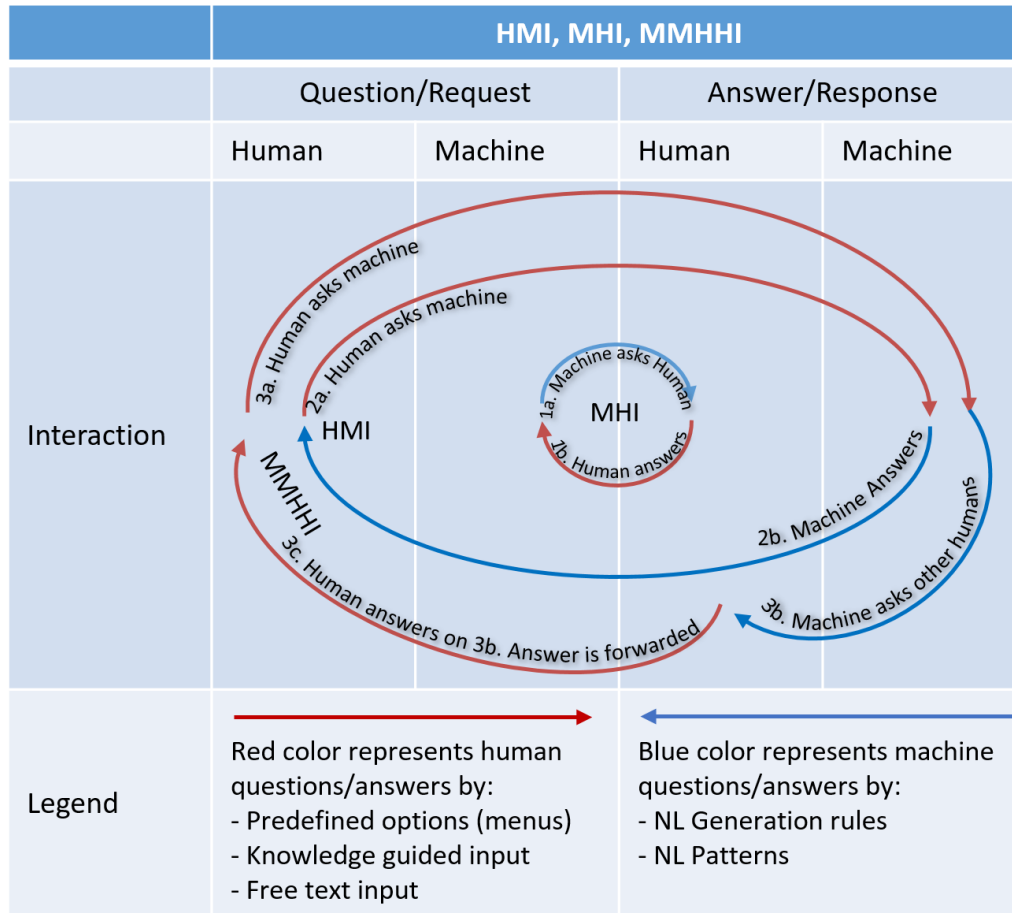 HMI, MHI, MMHHI
Question/Request
Answer/Response
Human
Machine
Human
Machine
Interaction
3a. Human asks machine
2a. Human asks machine
1a. Machine asks Human
MHI
1b. Human answers
HMI
MMHHI
2b. Machine Answers
3b. Machine asks other humans
3c. Human answers on 3b. Answer is forwarded
Legend
Red color represents human
questions/answers by:
- Predefined options (menus)
- Knowledge guided input
- Free text input
Blue color represents machine
questions/answers by:
- NL Generation rules
- NL Patterns